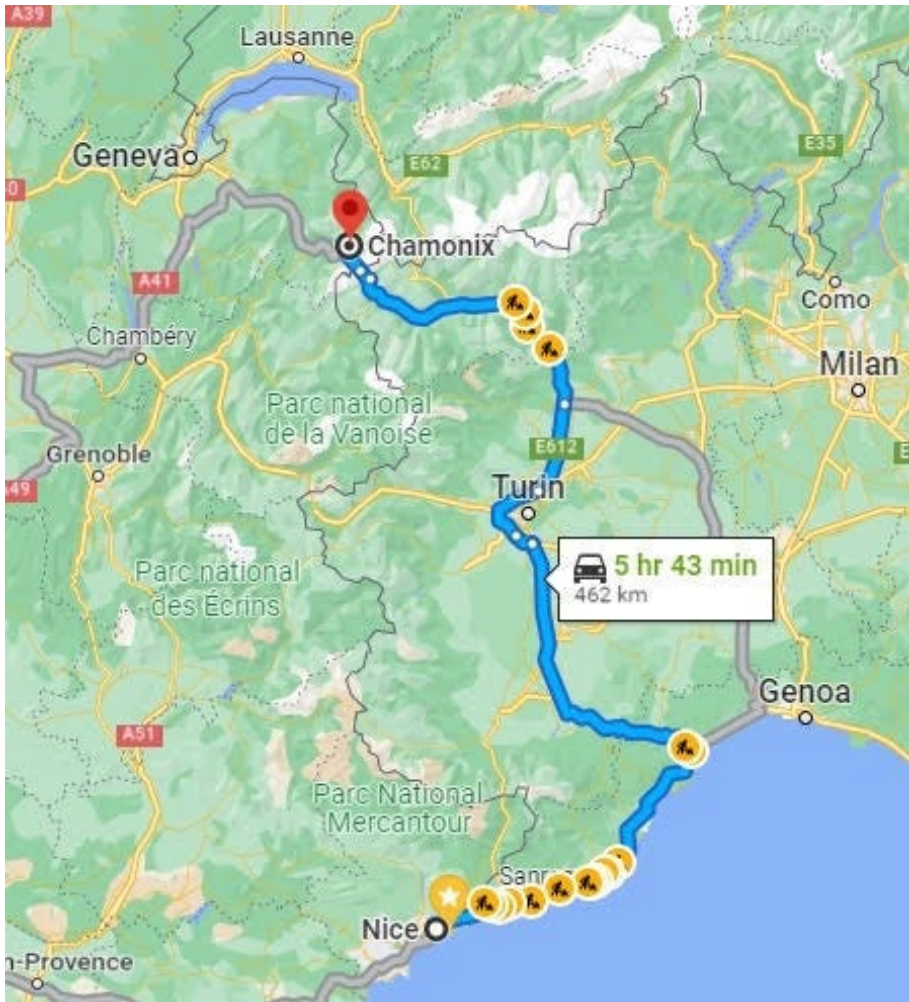 A39
Lausanne
Geneva
E62
E35
Chamonix
A41
Como
Chambéry
Milan
Parc national
de la Vanoise
E612
Grenoble
Turin
5 hr 43 min
462 km
Parc national
des Écrins
Genoa
A51
Parc National
Mercantour
Nice
n-Provence